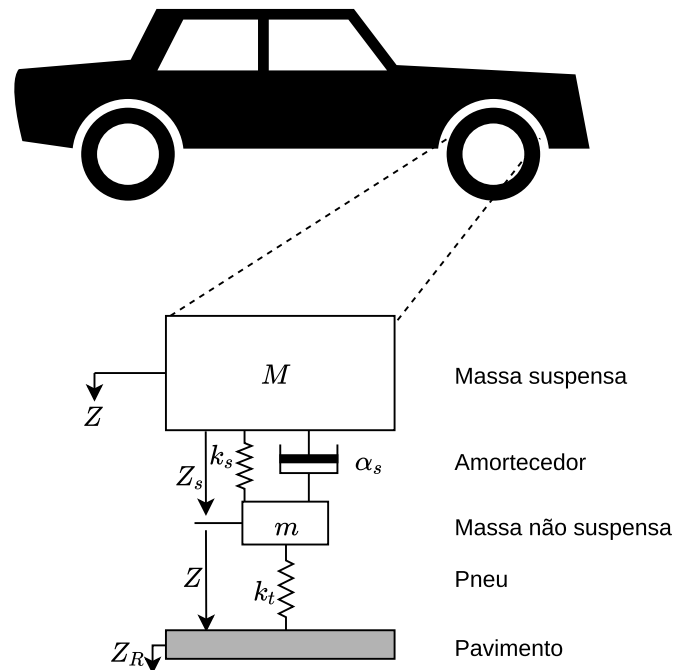 M
Massa suspensa
Z
k_s
α_s
Amortecedor
Z_s
m
Massa não suspensa
Z
k_t
Pneu
Z_R
Pavimento